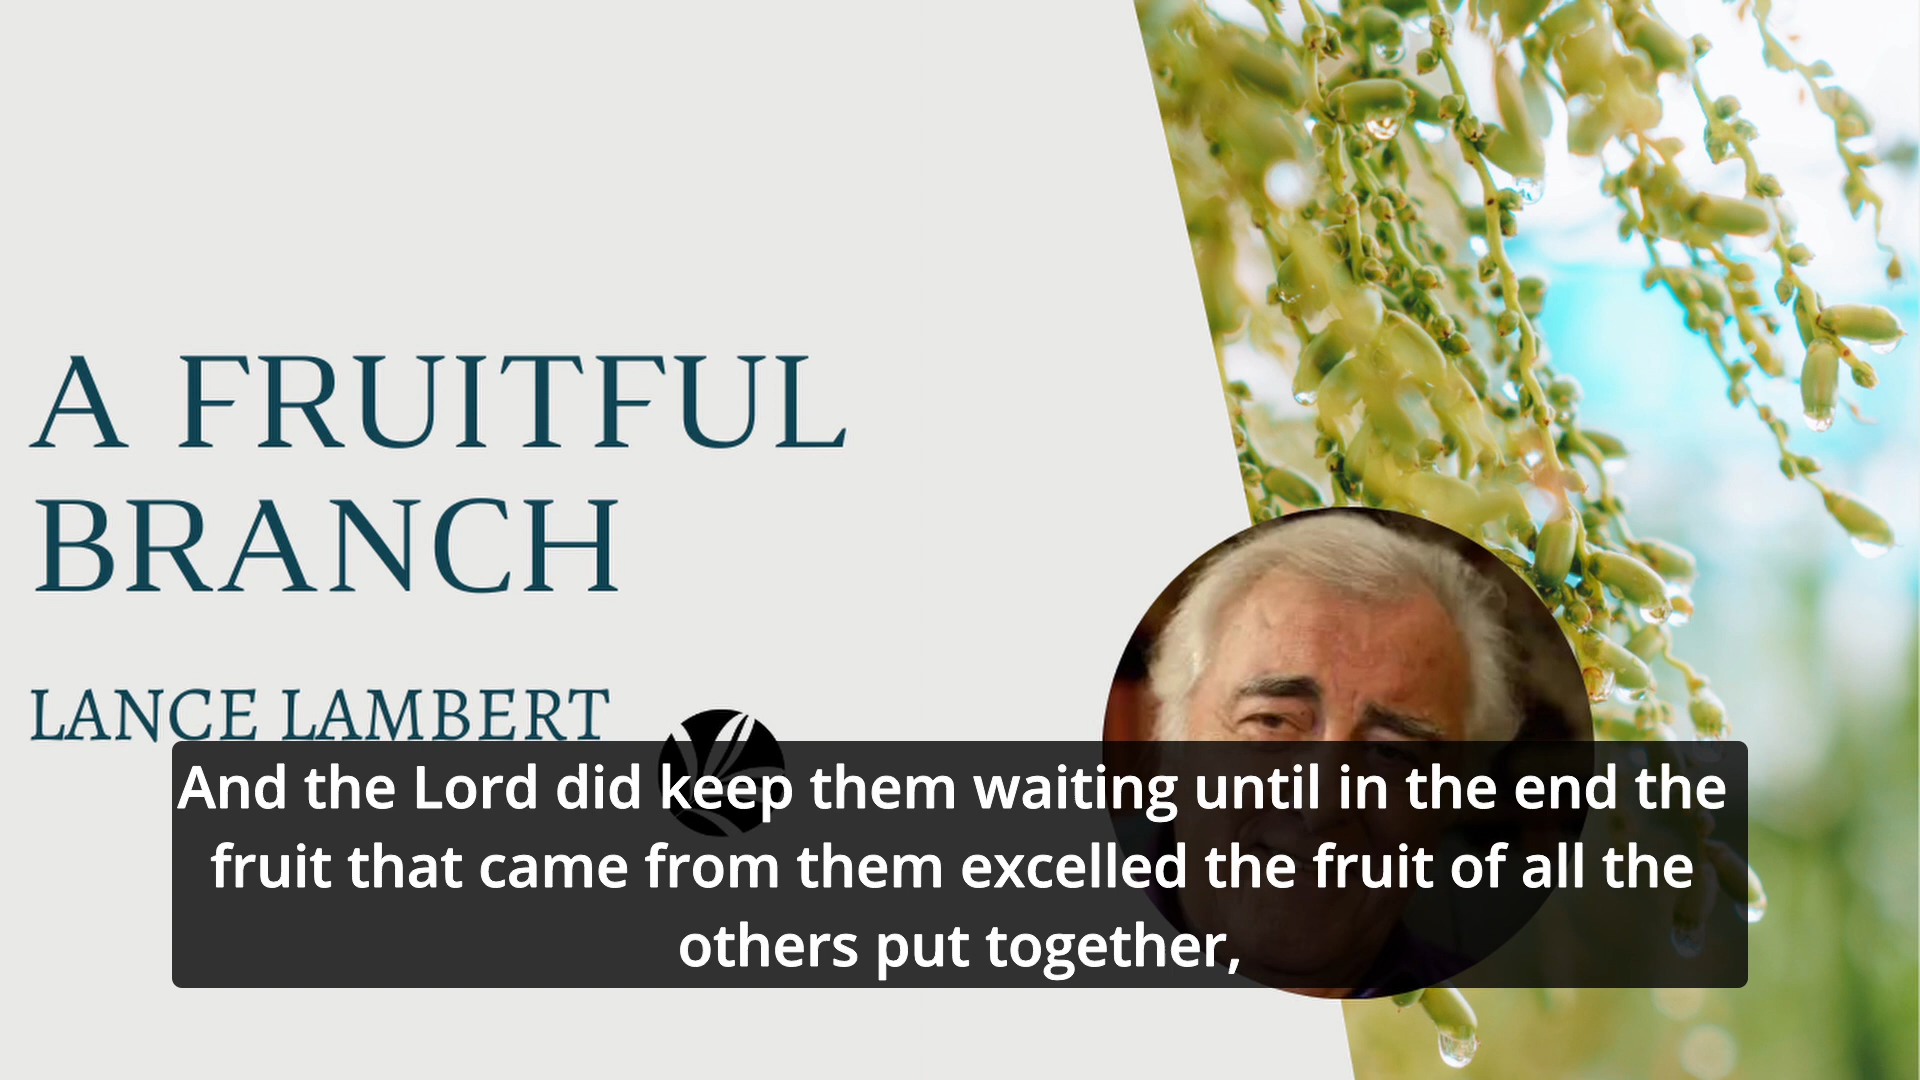 A FRUITFUL
BRANCH
LANCE LAMBERT
And the Lord did keep them waiting until in the end the
fruit that came from them excelled the fruit of all the
others put together,